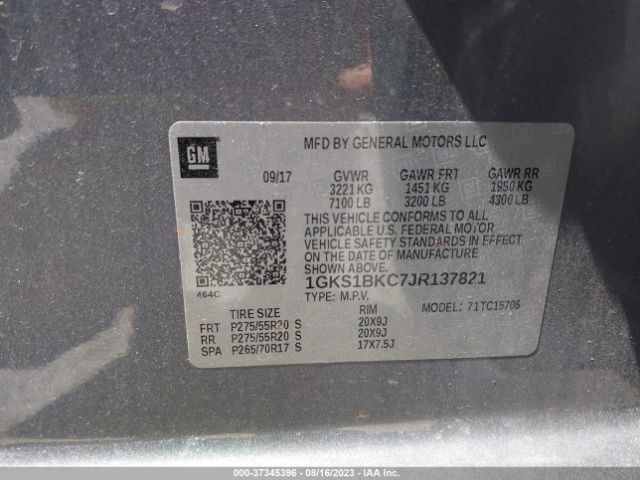 GM
MFD BY GENERAL MOTORS LLC
09/17 GVWR GAWR FRT GAWR RR
3221 KG 1451 KG 1950 KG
7100 LB 3200 LB 4300 LB
THIS VEHICLE CONFORMS TO ALL
APPLICABLE U.S. FEDERAL MOTOR
VEHICLE SAFETY STANDARDS IN EFFECT
ON THE DATE OF MANUFACTURE
SHOWN ABOVE.
1GKS1BKC7JR137821
464C
TYPE: M.P.V. MODEL: 71TC15706
TIRE SIZE RIM
FRT P275/55R20 S 20X9J
RR P275/55R20 S 20X9J
SPA P265/70R17 S 17X7.5J
000-37345396 - 08/16/2023 - IAA Inc.